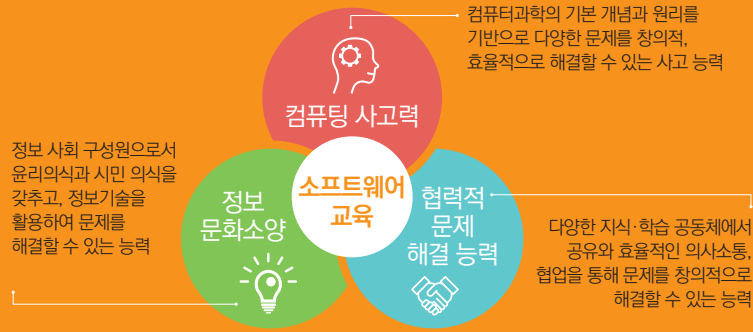 컴퓨터과학의 기본 개념과 원리를
기반으로 다양한 문제를 창의적,
효율적으로 해결할 수 있는 사고 능력
컴퓨팅 사고력
정보 사회 구성원으로서
윤리의식과 시민 의식을
갖추고, 정보기술을
활용하여 문제를
해결할 수 있는 능력
정보
문화소양
소프트웨어
교육
협력적
문제
해결 능력
다양한 지식·학습 공동체에서
공유와 효율적인 의사소통,
협업을 통해 문제를 창의적으로
해결할 수 있는 능력